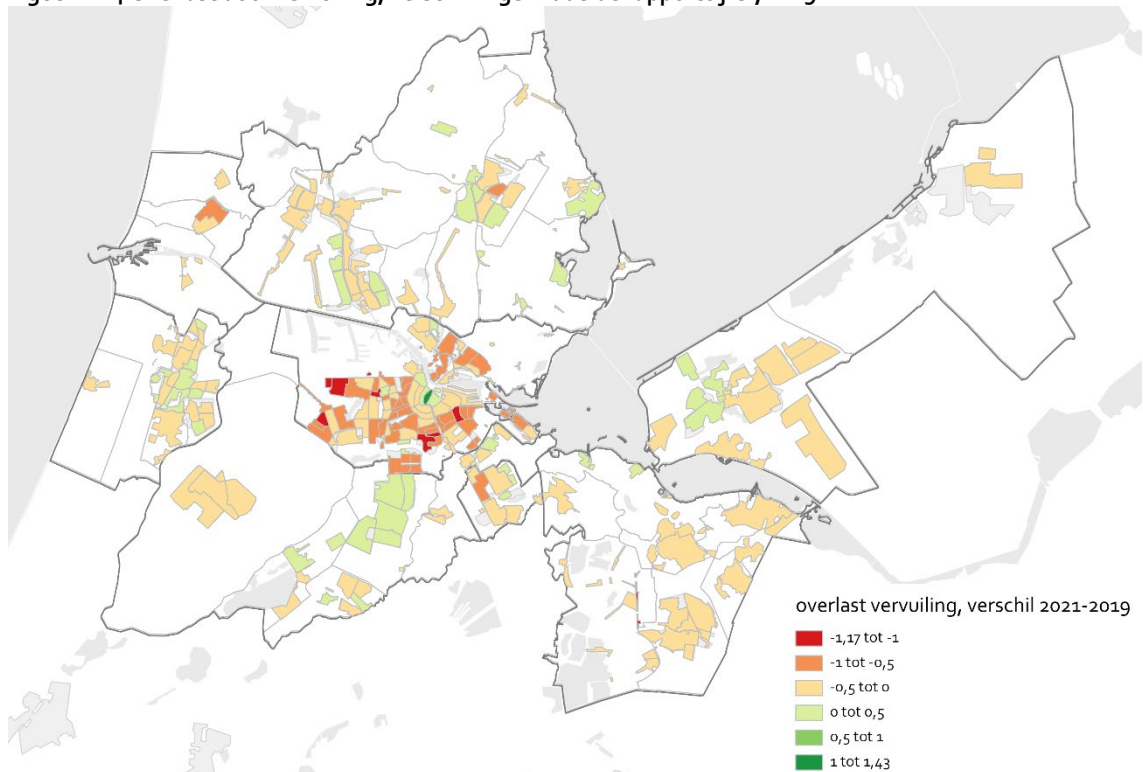 overlast vervuiling, verschil 2021-2019
-1,17 tot -1
-1 tot -0,5
-0,5 tot 0
0 tot 0,5
0,5 tot 1
1 tot 1,43